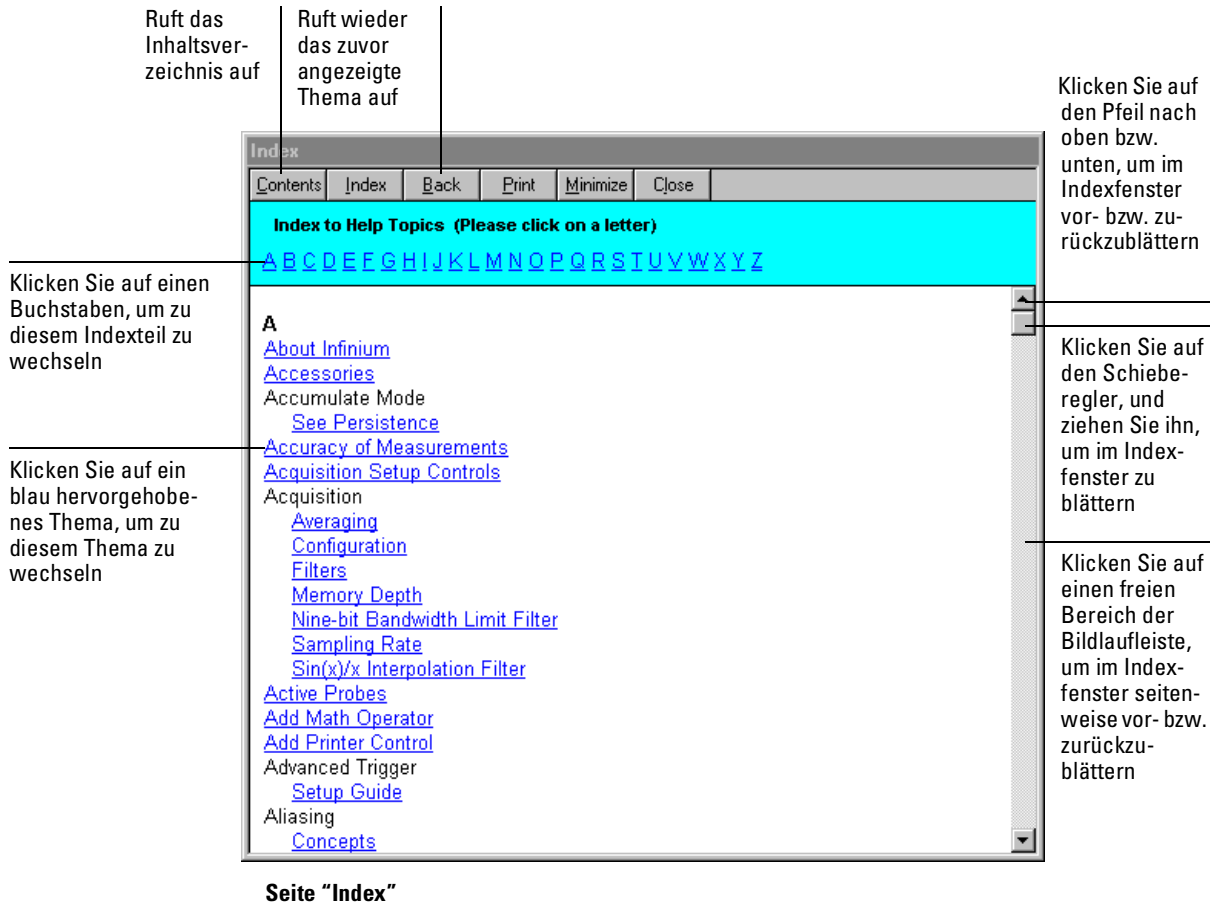 Ruft das
Inhaltsver-
zeichnis auf
Ruft wieder
das zuvor
angezeigte
Thema auf
Klicken Sie auf
den Pfeil nach
oben bzw.
unten, um im
Indexfenster
vor- bzw. zu-
rückzublättern
Index
Contents Index Back Print Minimize Close
Index to Help Topics (Please click on a letter)
A B C D E F G H I J K L M N O P Q R S T U V W X Y Z
Klicken Sie auf einen
Buchstaben, um zu
diesem Indexteil zu
wechseln
Klicken Sie auf ein
blau hervorgehobe-
nes Thema, um zu
diesem Thema zu
wechseln
A
About Infinium
Accessories
Accumulate Mode
See Persistence
Accuracy of Measurements
Acquisition Setup Controls
Acquisition
Averaging
Configuration
Filters
Memory Depth
Nine-bit Bandwidth Limit Filter
Sampling Rate
Sin(x)/x Interpolation Filter
Active Probes
Add Math Operator
Add Printer Control
Advanced Trigger
Setup Guide
Aliasing
Concepts
Klicken Sie auf
den Schiebe-
regler, und
ziehen Sie ihn,
um im Index-
fenster zu
blättern
Klicken Sie auf
einen freien
Bereich der
Bildlaufleiste,
um im Index-
fenster seiten-
weise vor- bzw.
zurückzu-
blättern
Seite “Index”